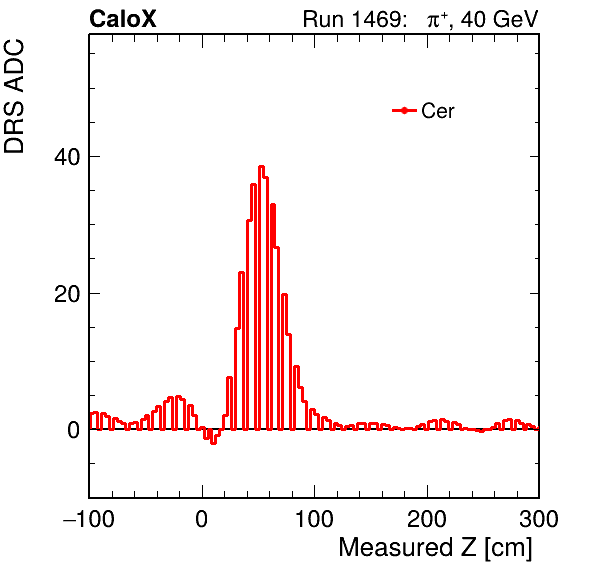 CaloX Run 1469: π+, 40 GeV
DRS ADC
Cer
40
20
0
−100 0 100 200 300
Measured Z [cm]